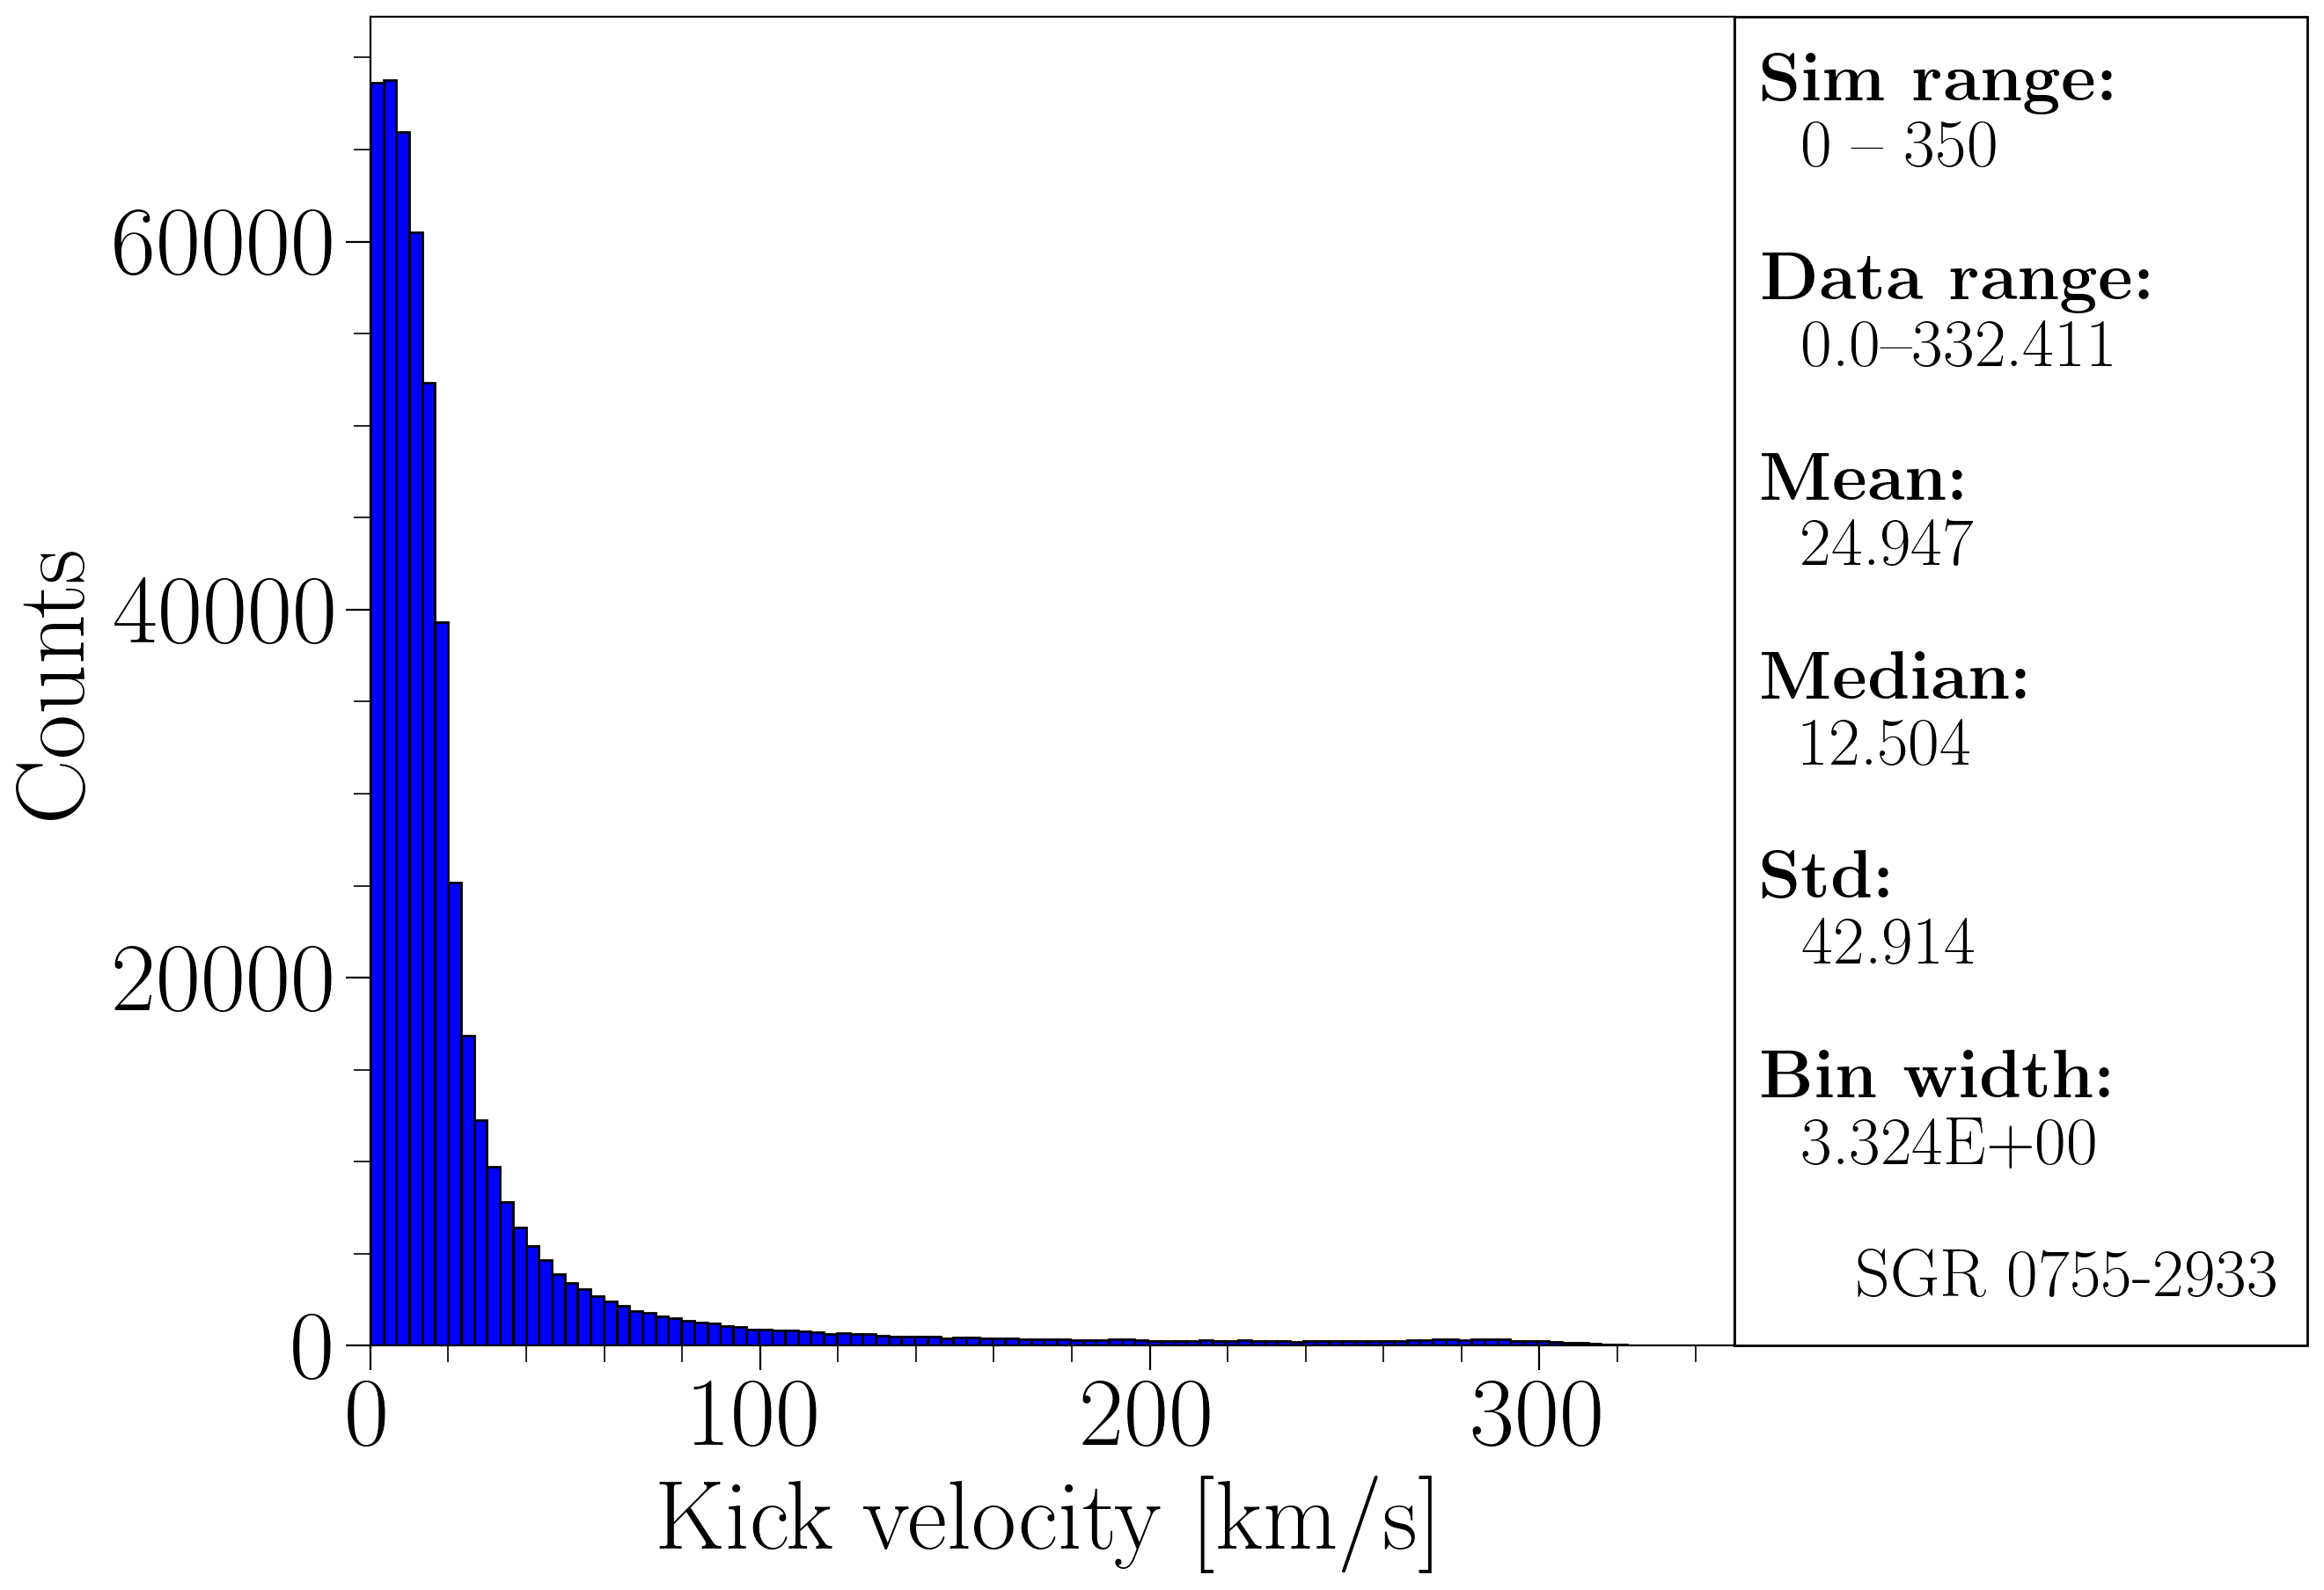 60000
40000
20000
0
Counts
0 100 200 300
Kick velocity [km/s]
Sim range:
0 – 350
Data range:
0.0–332.411
Mean:
24.947
Median:
12.504
Std:
42.914
Bin width:
3.324E+00
SGR 0755-2933